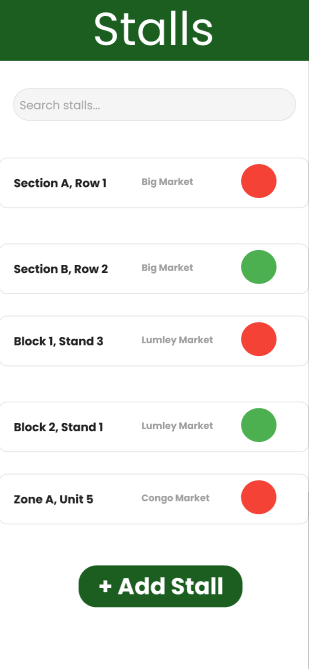 Stalls
Search stalls...
Section A, Row 1 Big Market
Section B, Row 2 Big Market
Block 1, Stand 3 Lumley Market
Block 2, Stand 1 Lumley Market
Zone A, Unit 5 Congo Market
+ Add Stall